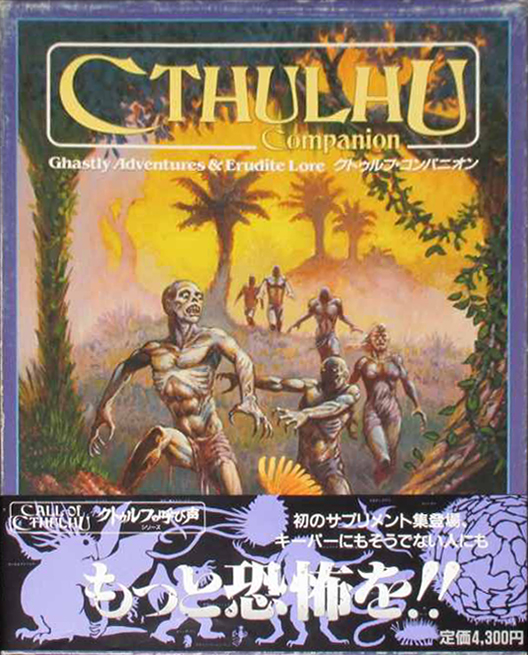 CTHULHU
Companion
Ghastly Adventures & Erudite Lore クトゥルフ・コンパニオン
CALL OF CTHULHU
クトゥルフの呼び声
シリーズ
初のサプリメント集登場、
キーパーにもそうでない人にも
もっと恐怖を!!
定価4,300円